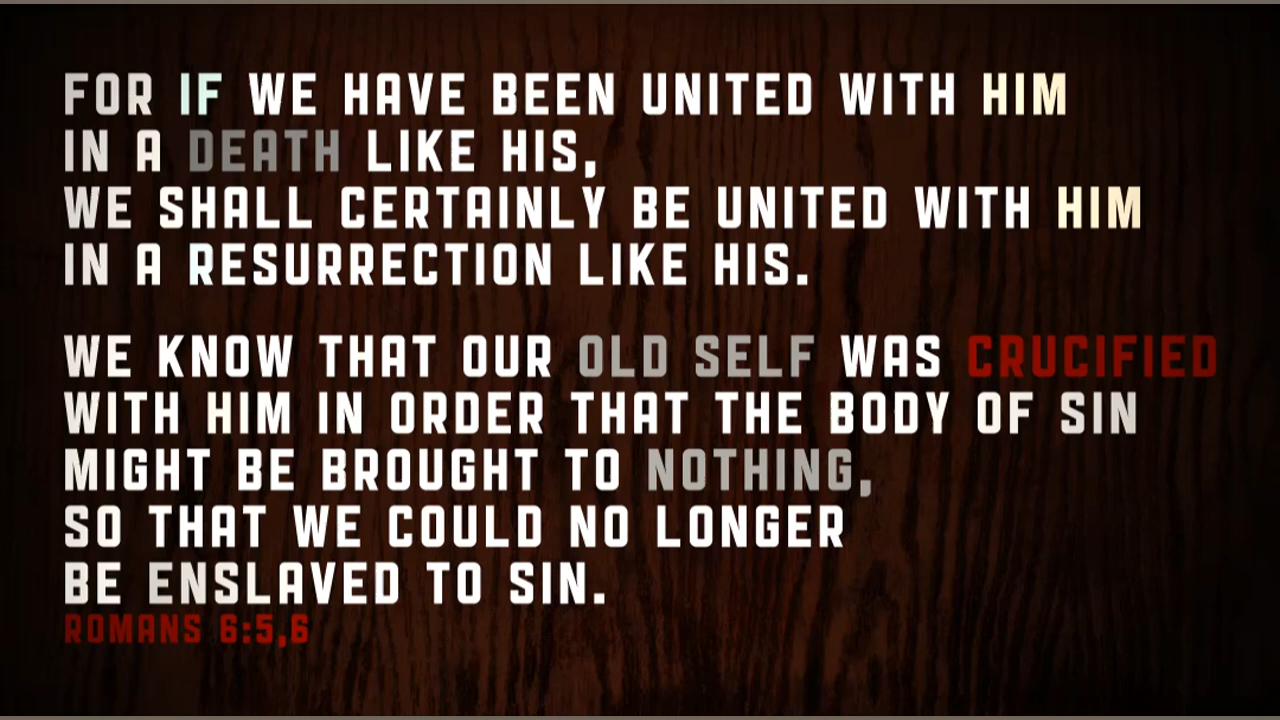 FOR IF WE HAVE BEEN UNITED WITH HIM
IN A DEATH LIKE HIS,
WE SHALL CERTAINLY BE UNITED WITH HIM
IN A RESURRECTION LIKE HIS.
WE KNOW THAT OUR OLD SELF WAS CRUCIFIED
WITH HIM IN ORDER THAT THE BODY OF SIN
MIGHT BE BROUGHT TO NOTHING,
SO THAT WE COULD NO LONGER
BE ENSLAVED TO SIN.
ROMANS 6:5,6